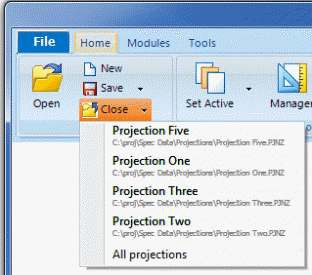 File Home Modules Tools
New
Open Save Set Active Manager
Close
Projection Five
C:\proj\Spec Data\Projections\Projection Five.PJNZ
Projection One
C:\proj\Spec Data\Projections\Projection One.PJNZ
Projection Three
C:\proj\Spec Data\Projections\Projection Three.PJNZ
Projection Two
C:\proj\Spec Data\Projections\Projection Two.PJNZ
All projections